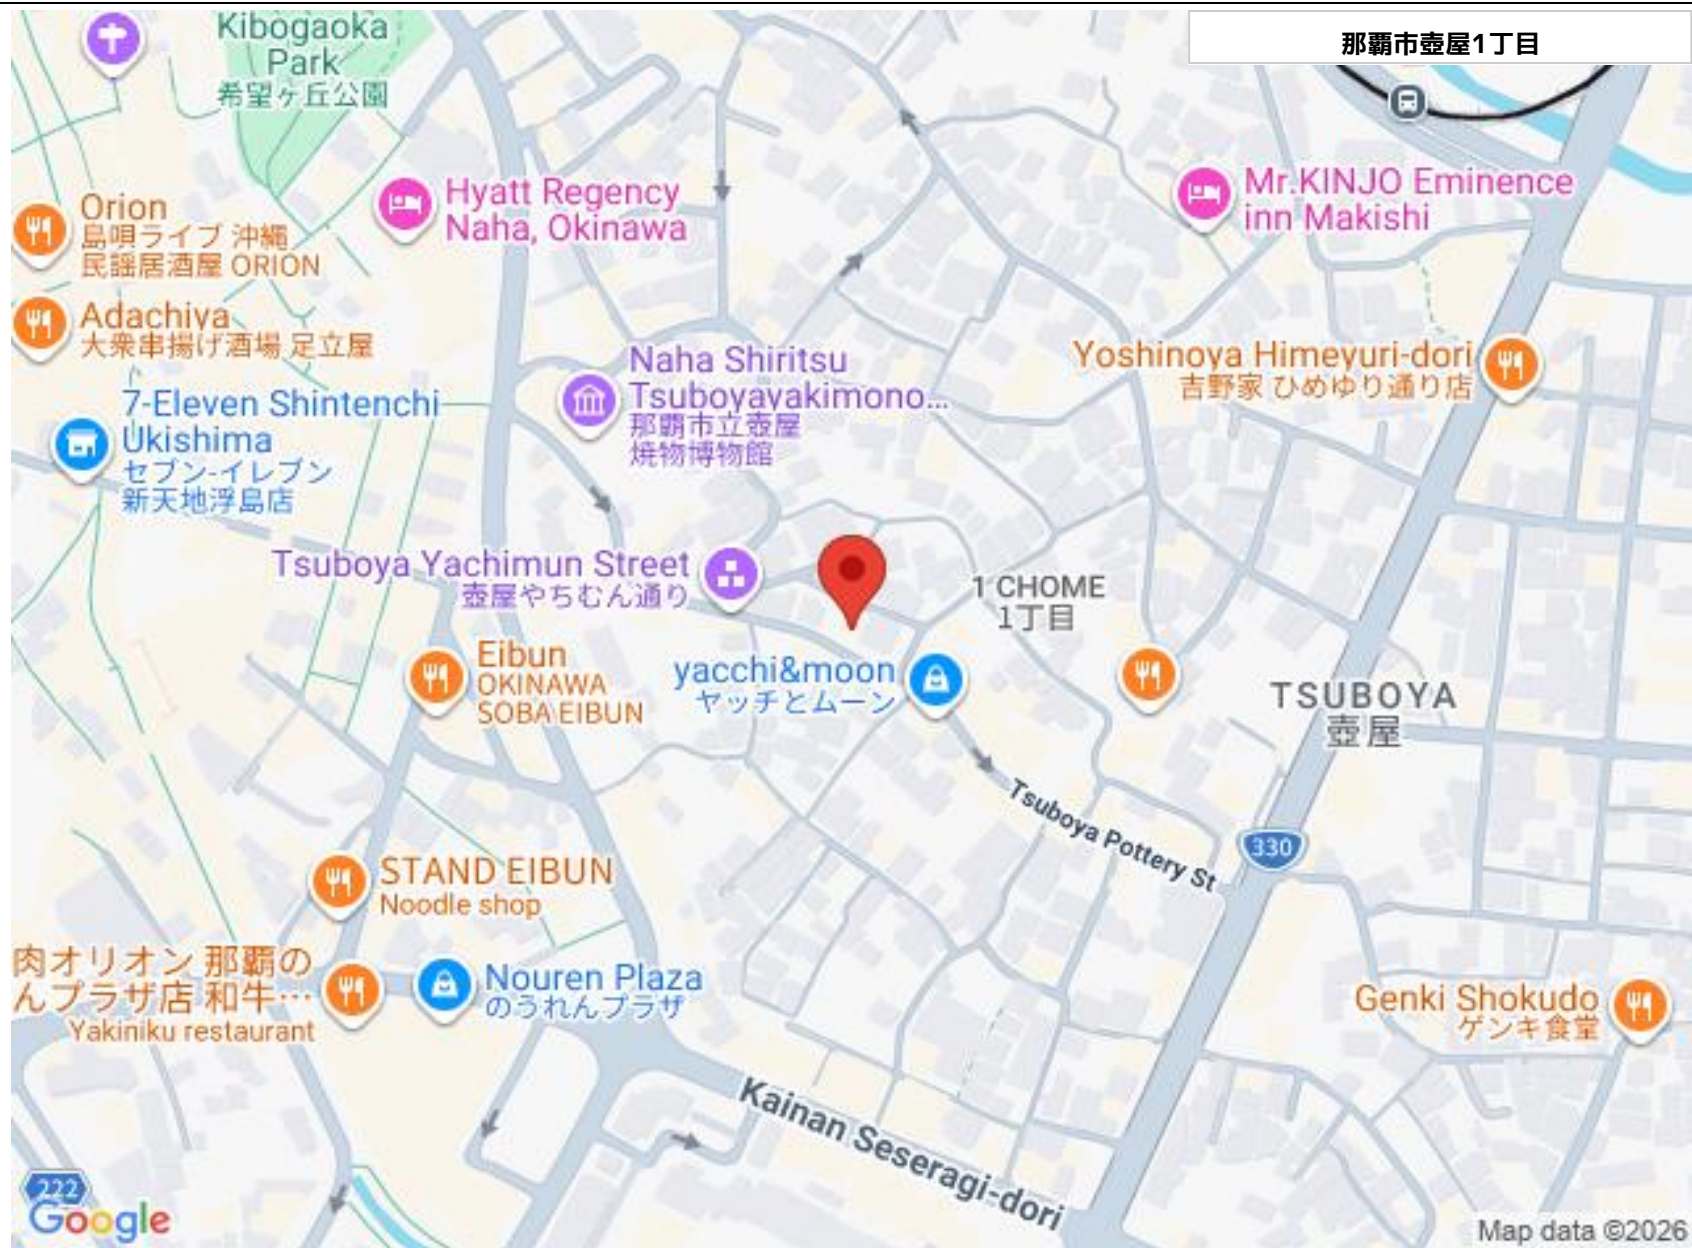 那覇市壺屋1丁目
Kibogaoka
Park
希望ヶ丘公園
Orion
島唄ライブ 沖縄
民謡居酒屋 ORION
Hyatt Regency
Naha, Okinawa
Mr.KINJO Eminence
inn Makishi
Adachiya
大衆串揚げ酒場 足立屋
Naha Shiritsu
Tsuboyayakimono...
那覇市立壺屋
焼物博物館
Yoshinoya Himeyuri-dori
吉野家 ひめゆり通り店
7-Eleven Shintenchi
Ukishima
セブン-イレブン
新天地浮島店
Tsuboya Yachimun Street
壺屋やちむん通り
1 CHOME
1丁目
Eibun
OKINAWA
SOBA EIBUN
yacchi&moon
ヤッチとムーン
TSUBOYA
壺屋
Tsuboya Pottery St
330
STAND EIBUN
Noodle shop
肉オリオン 那覇の
んプラザ店 和牛…
Yakiniku restaurant
Nouren Plaza
のうれんプラザ
Genki Shokudo
ゲンキ食堂
Kainan Seseragi-dori
222
Google
Map data ©2026